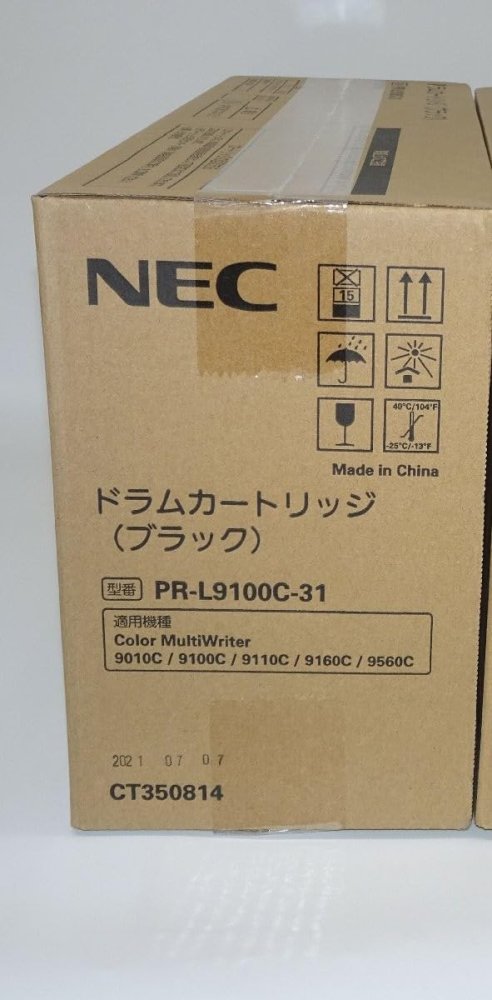 NEC
15
40°C/104°F
-25°C/-13°F
Made in China
ドラムカートリッジ
（ブラック）
型番 PR-L9100C-31
適用機種
Color MultiWriter
9010C / 9100C / 9110C / 9160C / 9560C
2021 07 07
CT350814